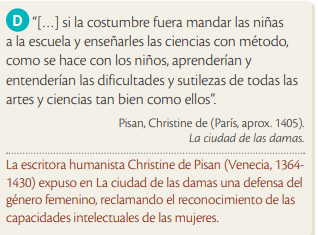 D “[…] si la costumbre fuera mandar las niñas
a la escuela y enseñarles las ciencias con método,
como se hace con los niños, aprenderían y
entenderían las dificultades y sutilezas de todas las
artes y ciencias tan bien como ellos”.
Pisan, Christine de (París, aprox. 1405).
La ciudad de las damas.
La escritora humanista Christine de Pisan (Venecia, 1364-
1430) expuso en La ciudad de las damas una defensa del
género femenino, reclamando el reconocimiento de las
capacidades intelectuales de las mujeres.